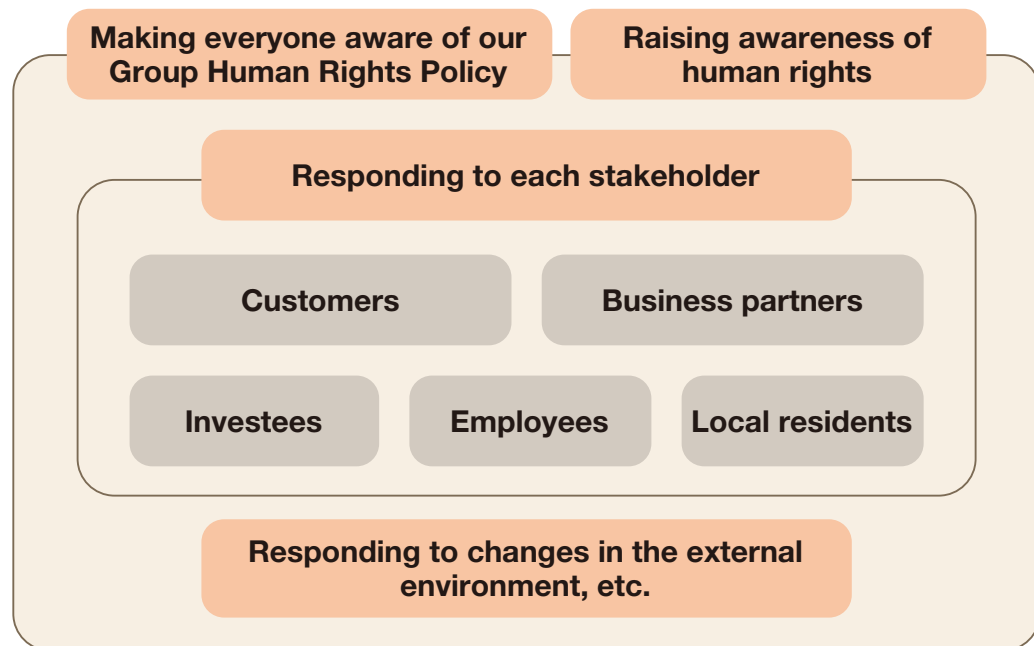 Making everyone aware of our
Group Human Rights Policy
Raising awareness of
human rights
Responding to each stakeholder
Customers
Business partners
Investees
Employees
Local residents
Responding to changes in the external
environment, etc.